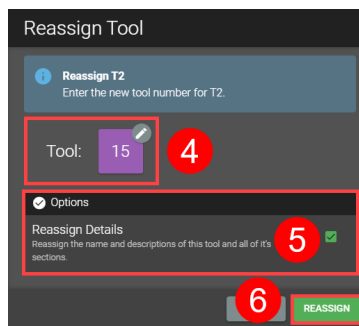 Reassign Tool
Reassign T2
Enter the new tool number for T2.
Tool: 15 4
Options
Reassign Details
Reassign the name and descriptions of this tool and all of it's
sections.
5
6 REASSIGN